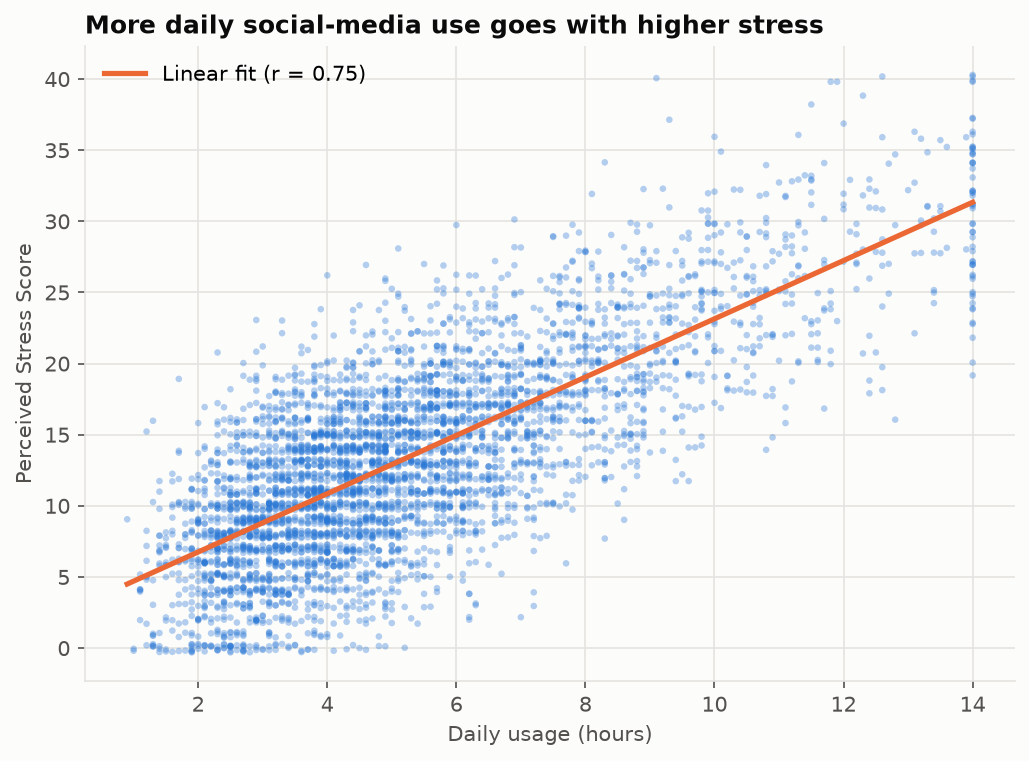 More daily social-media use goes with higher stress
Linear fit (r = 0.75)
Perceived Stress Score
40
35
30
25
20
15
10
5
0
2 4 6 8 10 12 14
Daily usage (hours)